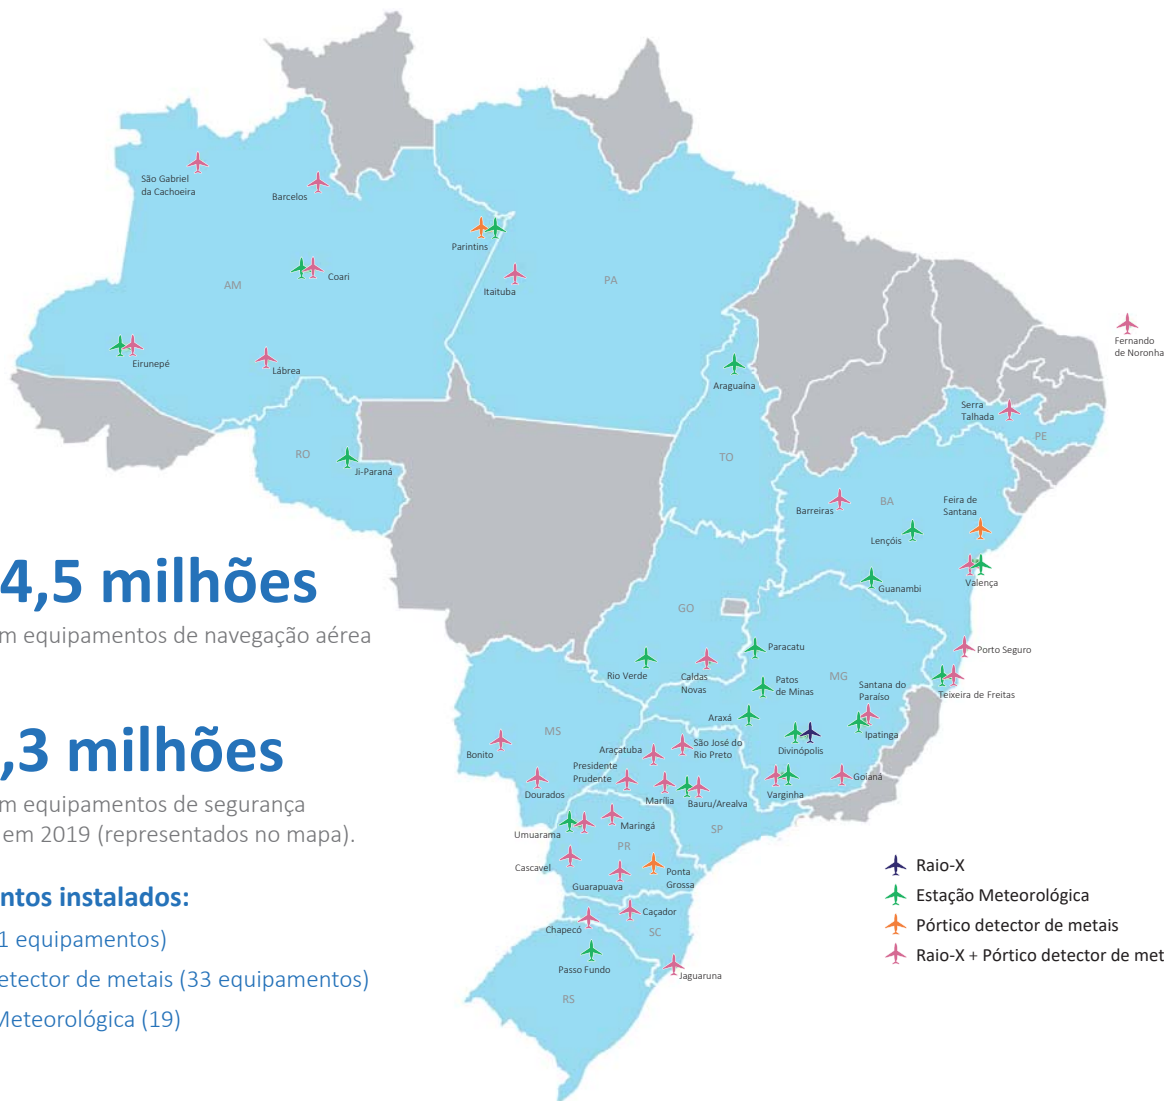 São Gabriel
da Cachoeira
Barcelos
Parintins
Coari
AM
Itaituba
PA
Eirunepé
Lábrea
Araguaína
Fernando
de Noronha
Serra
Talhada
PE
RO
Ji-Paraná
TO
Barreiras
BA
Feira de
Santana
Lençóis
Guanambi
Valença
4,5 milhões
m equipamentos de navegação aérea
GO
Rio Verde
Caldas
Novas
Paracatu
Patos
de Minas
MG
Santana do
Paraíso
Porto Seguro
Teixeira de Freitas
Araxá
Ipatinga
Divinópolis
,3 milhões
m equipamentos de segurança
em 2019 (representados no mapa).
MS
Bonito
Dourados
Araçatuba
São José do
Rio Preto
Presidente
Prudente
Marília
Bauru/Arealva
Varginha
Goianá
SP
Umuarama
Maringá
PR
Cascavel
Guarapuava
Ponta
Grossa
Caçador
Chapecó
SC
Passo Fundo
Jaguaruna
RS
ntos instalados:
1 equipamentos)
etector de metais (33 equipamentos)
Meteorológica (19)
Raio-X
Estação Meteorológica
Pórtico detector de metais
Raio-X + Pórtico detector de met